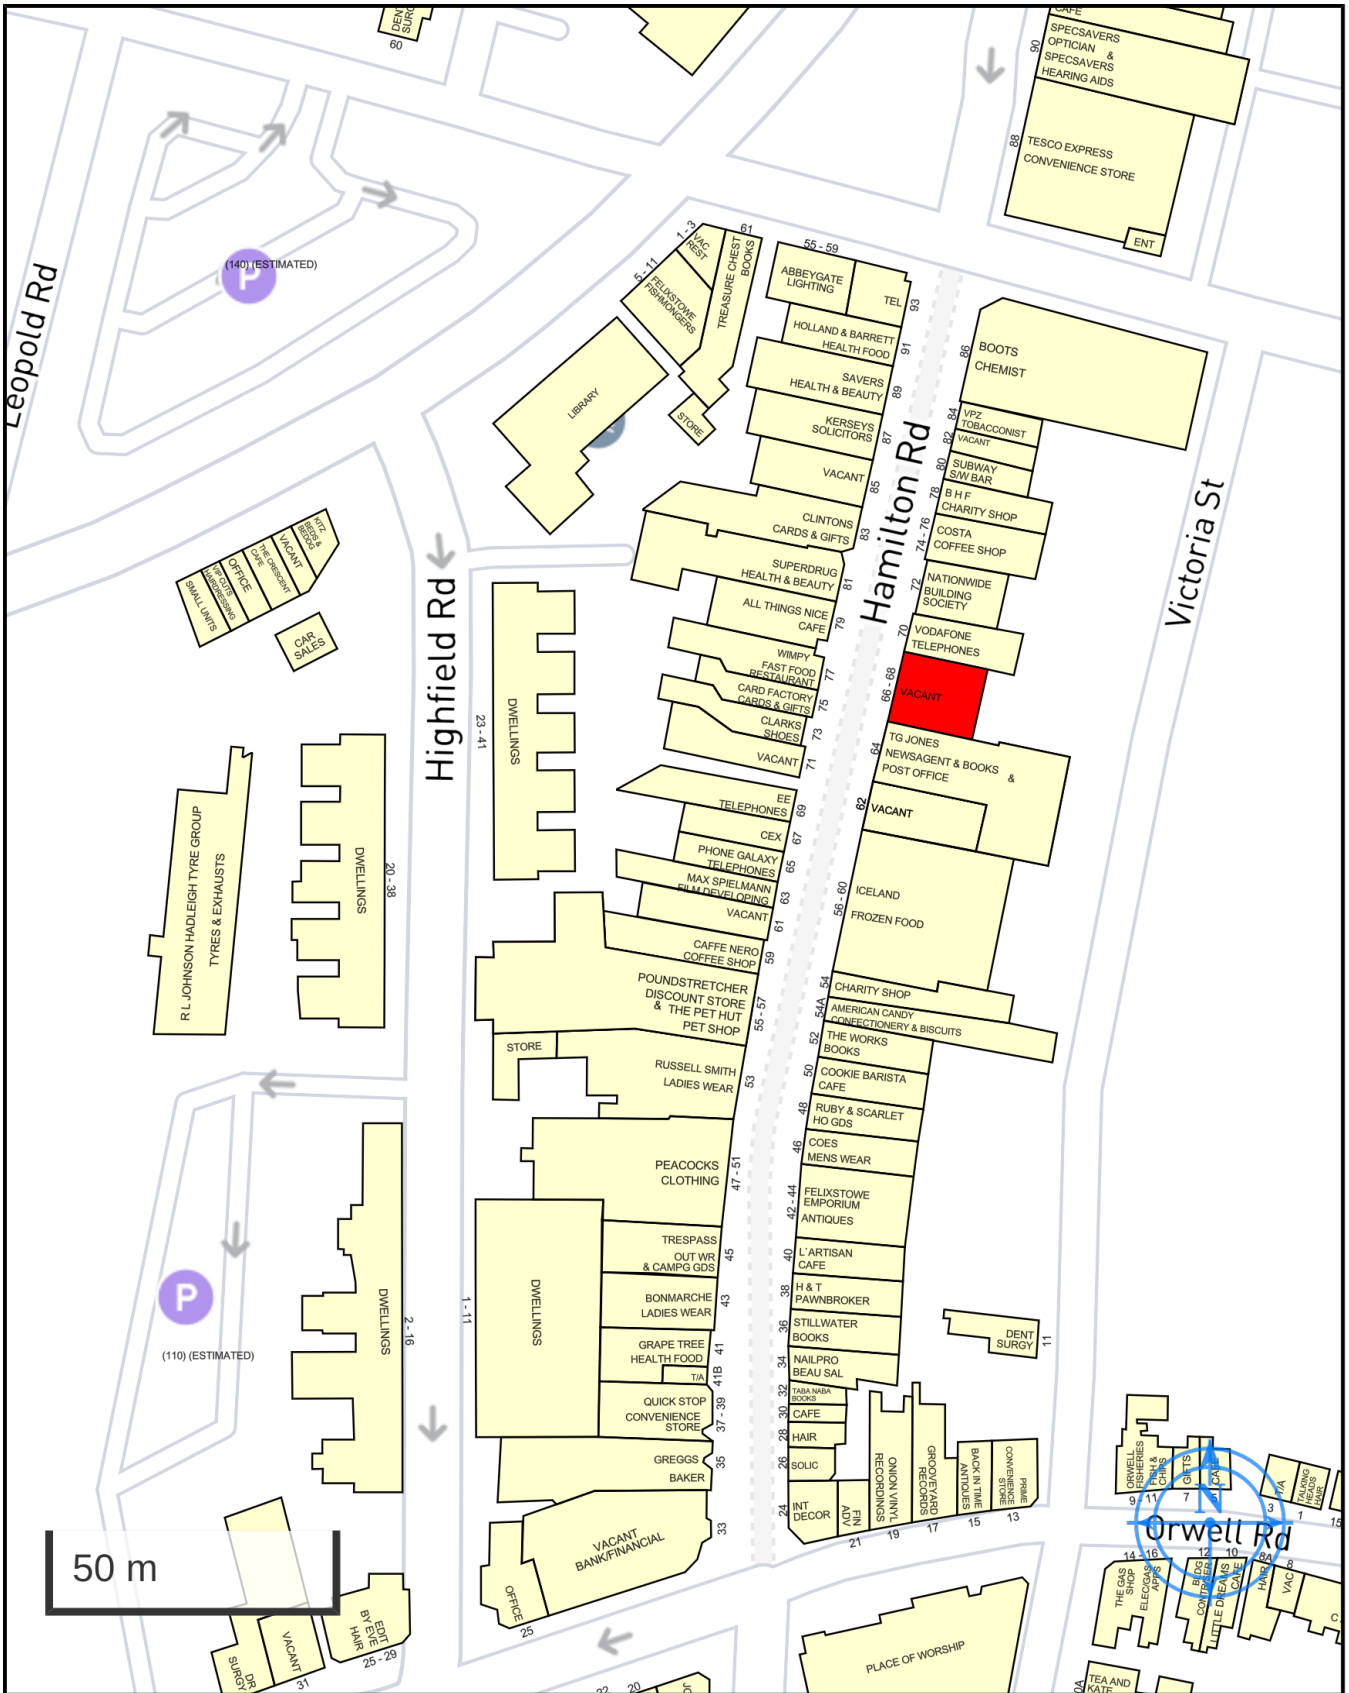 DENT
SURG
60
CAFE
SPECSAVERS
OPTICIAN &
SPECSAVERS
HEARING AIDS
90
TESCO EXPRESS
CONVENIENCE STORE
88
ENT
Leopold Rd
P
(140) (ESTIMATED)
1 - 3
VAC
REST
61
TREASURE CHEST
BOOKS
5 - 11
FELIXSTOWE
FISHMONGERS
LIBRARY
STORE
55 - 59
ABBEYGATE
LIGHTING
TEL
93
HOLLAND & BARRETT
HEALTH FOOD
91
SAVERS
HEALTH & BEAUTY
89
KERSEYS
SOLICITORS
87
VACANT
85
CLINTONS
CARDS & GIFTS
83
SUPERDRUG
HEALTH & BEAUTY
81
ALL THINGS NICE
CAFE
79
WIMPY
FAST FOOD
RESTAURANT
77
CARD FACTORY
CARDS & GIFTS
75
CLARKS
SHOES
73
VACANT
71
EE
TELEPHONES
69
CEX
67
PHONE GALAXY
TELEPHONES
65
MAX SPIELMANN
FILM DEVELOPING
63
VACANT
61
CAFFE NERO
COFFEE SHOP
59
POUNDSTRETCHER
DISCOUNT STORE
& THE PET HUT
PET SHOP
55 - 57
STORE
RUSSELL SMITH
LADIES WEAR
53
PEACOCKS
CLOTHING
47 - 51
TRESPASS
OUT WR
& CAMPG GDS
45
BONMARCHE
LADIES WEAR
43
GRAPE TREE
HEALTH FOOD
41
T/A
41B
QUICK STOP
CONVENIENCE
STORE
37 - 39
GREGGS
BAKER
35
VACANT
BANK/FINANCIAL
33
OFFICE
25
Hamilton Rd
BOOTS
CHEMIST
86
VPZ
TOBACCONIST
84
VACANT
82
SUBWAY
S/W BAR
80
B H F
CHARITY SHOP
78
COSTA
COFFEE SHOP
74 - 76
NATIONWIDE
BUILDING
SOCIETY
72
VODAFONE
TELEPHONES
70
VACANT
66 - 68
TG JONES
NEWSAGENT & BOOKS &
POST OFFICE
64
VACANT
62
ICELAND
FROZEN FOOD
56 - 60
CHARITY SHOP
54
AMERICAN CANDY
CONFECTIONERY & BISCUITS
54A
THE WORKS
BOOKS
52
COOKIE BARISTA
CAFE
50
RUBY & SCARLET
HO GDS
48
COES
MENS WEAR
46
FELIXSTOWE
EMPORIUM
ANTIQUES
42 - 44
L`ARTISAN
CAFE
40
H & T
PAWNBROKER
38
STILLWATER
BOOKS
36
NAILPRO
BEAU SAL
34
TABA NABA
BOOKS
32
CAFE
30
HAIR
28
SOLIC
26
INT
DECOR
24
FIN
ADV
21
ONION VINYL
RECORDINGS
19
GROOVEYARD
RECORDS
17
BACK IN TIME
ANTIQUES
15
PRIME
CONVENIENCE
STORE
13
DENT
SURGY
11
Victoria St
Highfield Rd
KITZ
BEDS &
BEDOG
VACANT
THE CRESCENT
CAFE
OFFICE
VIP CUTS
HAIRDRESSING
SMALL UNITS
CAR
SALES
DWELLINGS
23 - 41
DWELLINGS
20 - 38
R L JOHNSON HADLEIGH TYRE GROUP
TYRES & EXHAUSTS
DWELLINGS
1 - 11
DWELLINGS
2 - 16
P
(110) (ESTIMATED)
50 m
DR
SURGY
VACANT
31
EDIT
BY EVE
HAIR
25 - 29
22
20
JO
PLACE OF WORSHIP
ORWELL
FISHERIES
FISH &
CHIPS
9 - 11
GIFTS
7
CAFE
5
T/A
3
TALKING
HEADS
HAIR
1
15
N
Orwell Rd
14 - 16
THE GAS
SHOP
ELEC/GAS
APPS
12
BLDG
10
LITTLE DREAMS
CAFE
8A
HAIR
8
VAC
C
TEA AND
KATE